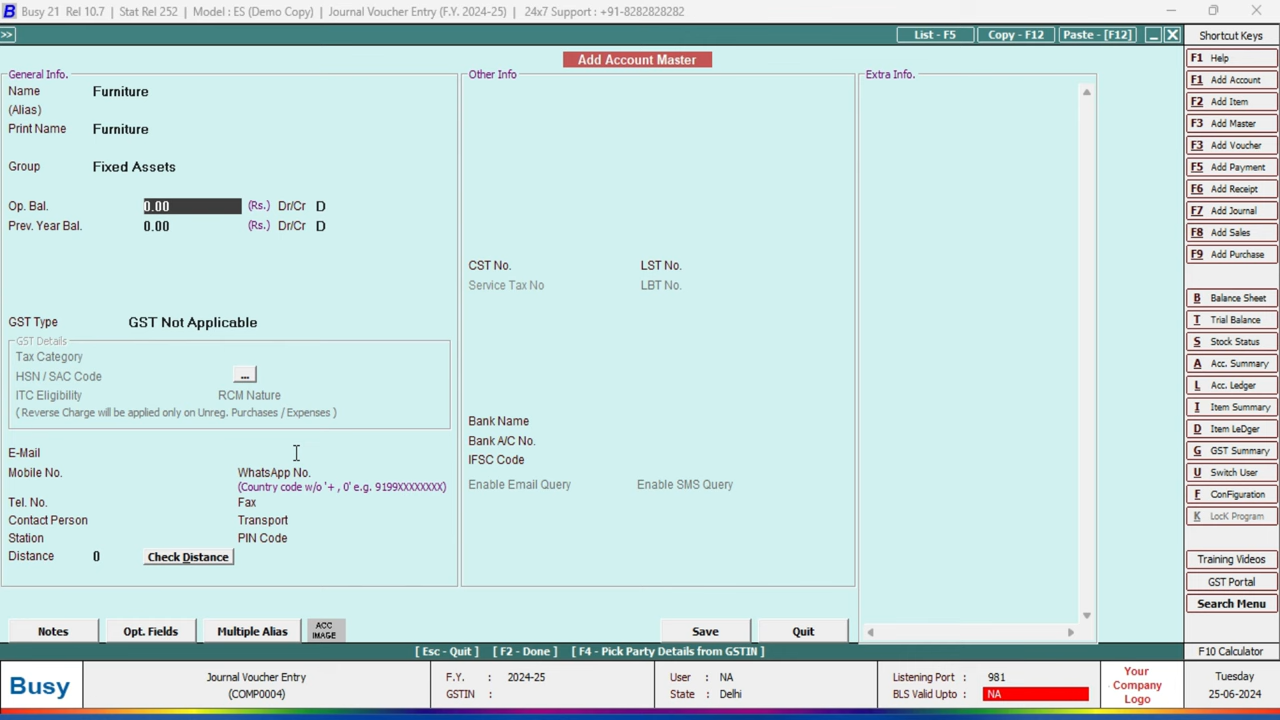 Busy 21 Rel 10.7 | Stat Rel 252 | Model : ES (Demo Copy) | Journal Voucher Entry (F.Y. 2024-25) | 24x7 Support : +91-8282828282
>> List - F5 Copy - F12 Paste - [F12] Shortcut Keys
Add Account Master
General Info.
Name Furniture
(Alias)
Print Name Furniture
Group Fixed Assets
Op. Bal. 0.00 (Rs.) Dr/Cr D
Prev. Year Bal. 0.00 (Rs.) Dr/Cr D
GST Type GST Not Applicable
GST Details
Tax Category
HSN / SAC Code ...
ITC Eligibility RCM Nature
( Reverse Charge will be applied only on Unreg. Purchases / Expenses )
E-Mail
Mobile No. WhatsApp No.
(Country code w/o '+ , 0' e.g. 9199XXXXXXXX)
Tel. No. Fax
Contact Person Transport
Station PIN Code
Distance 0 Check Distance
Other Info
CST No. LST No.
Service Tax No LBT No.
Bank Name
Bank A/C No.
IFSC Code
Enable Email Query Enable SMS Query
Extra Info.
Notes Opt. Fields Multiple Alias ACC IMAGE Save Quit
[ Esc - Quit ] [ F2 - Done ] [ F4 - Pick Party Details from GSTIN ]
F1 Help
F1 Add Account
F2 Add Item
F3 Add Master
F3 Add Voucher
F5 Add Payment
F6 Add Receipt
F7 Add Journal
F8 Add Sales
F9 Add Purchase
B Balance Sheet
T Trial Balance
S Stock Status
A Acc. Summary
L Acc. Ledger
I Item Summary
D Item LeDger
G GST Summary
U Switch User
F ConFiguration
K LocK Program
Training Videos
GST Portal
Search Menu
F10 Calculator
Busy
Journal Voucher Entry
(COMP0004)
F.Y. : 2024-25
GSTIN :
User : NA
State : Delhi
Listening Port : 981
BLS Valid Upto : NA
Your
Company
Logo
Tuesday
25-06-2024